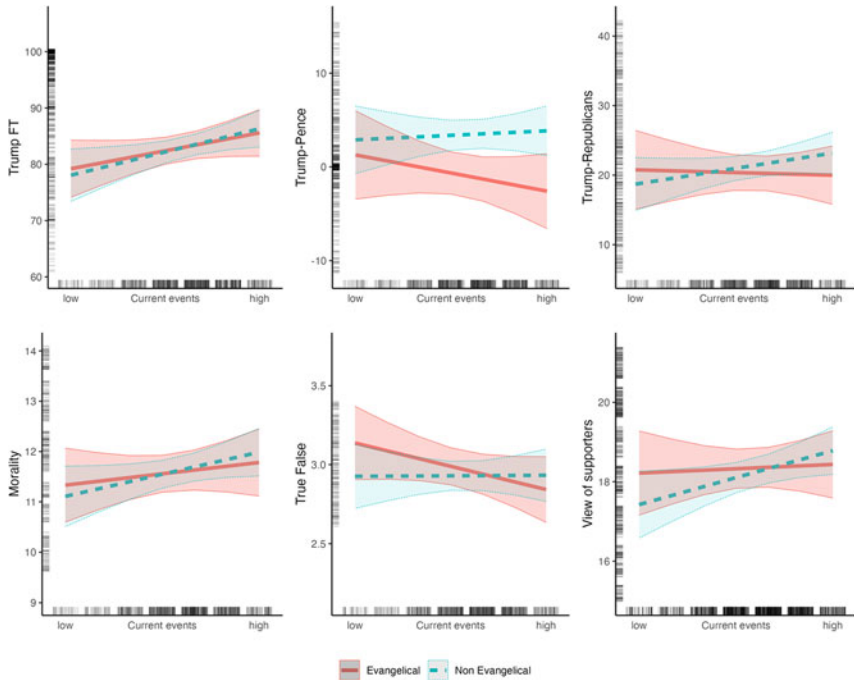 Trump FT
100
90
80
70
60
low Current events high
Trump-Pence
10
0
-10
low Current events high
Trump-Republicans
40
30
20
10
low Current events high
Morality
14
13
12
11
10
9
low Current events high
True False
3.5
3.0
2.5
low Current events high
View of supporters
20
18
16
low Current events high
Evangelical Non Evangelical